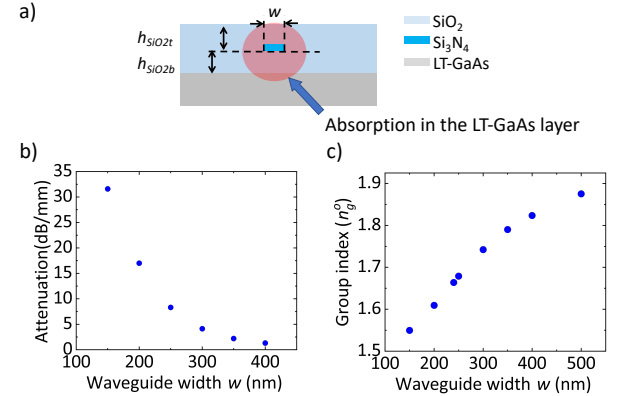 a)
w
h_SiO2t
h_SiO2b
SiO₂
Si₃N₄
LT-GaAs
Absorption in the LT-GaAs layer
b)
35
30
25
20
15
10
5
0
Attenuation(dB/mm)
100 200 300 400
Waveguide width w (nm)
c)
1.9
1.8
1.7
1.6
1.5
Group index (n_g^o)
100 200 300 400 500
Waveguide width w (nm)